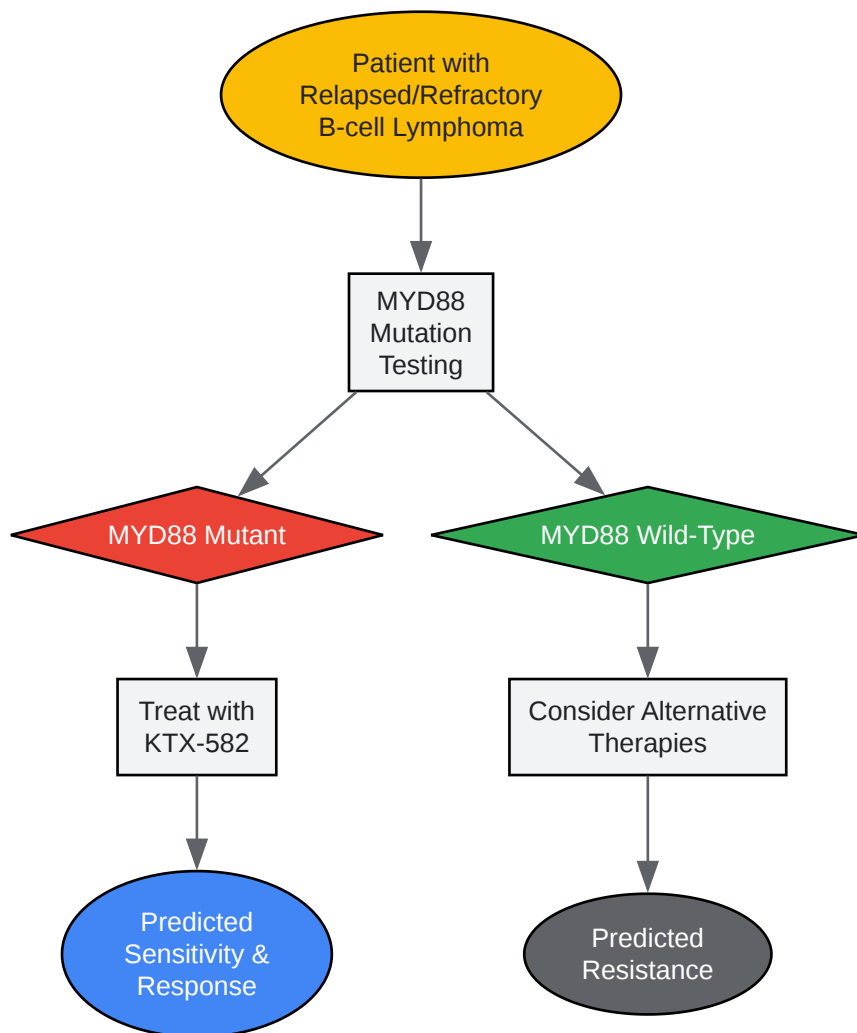 Patient with
Relapsed/Refractory
B-cell Lymphoma
MYD88
Mutation
Testing
MYD88 Mutant
MYD88 Wild-Type
Treat with
KTX-582
Consider Alternative
Therapies
Predicted
Sensitivity &
Response
Predicted
Resistance